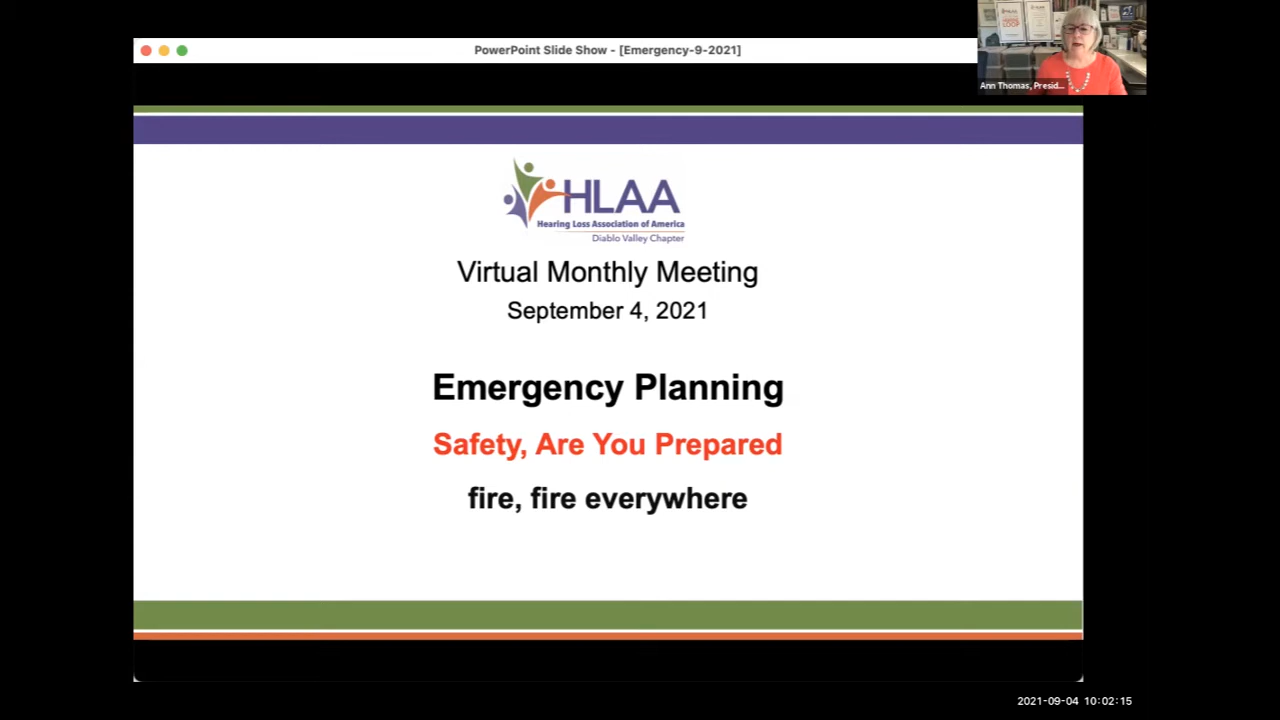 PowerPoint Slide Show - [Emergency-9-2021]
Ann Thomas, Presid...
HLAA
Hearing Loss Association of America
Diablo Valley Chapter
Virtual Monthly Meeting
September 4, 2021
Emergency Planning
Safety, Are You Prepared
fire, fire everywhere
2021-09-04 10:02:15